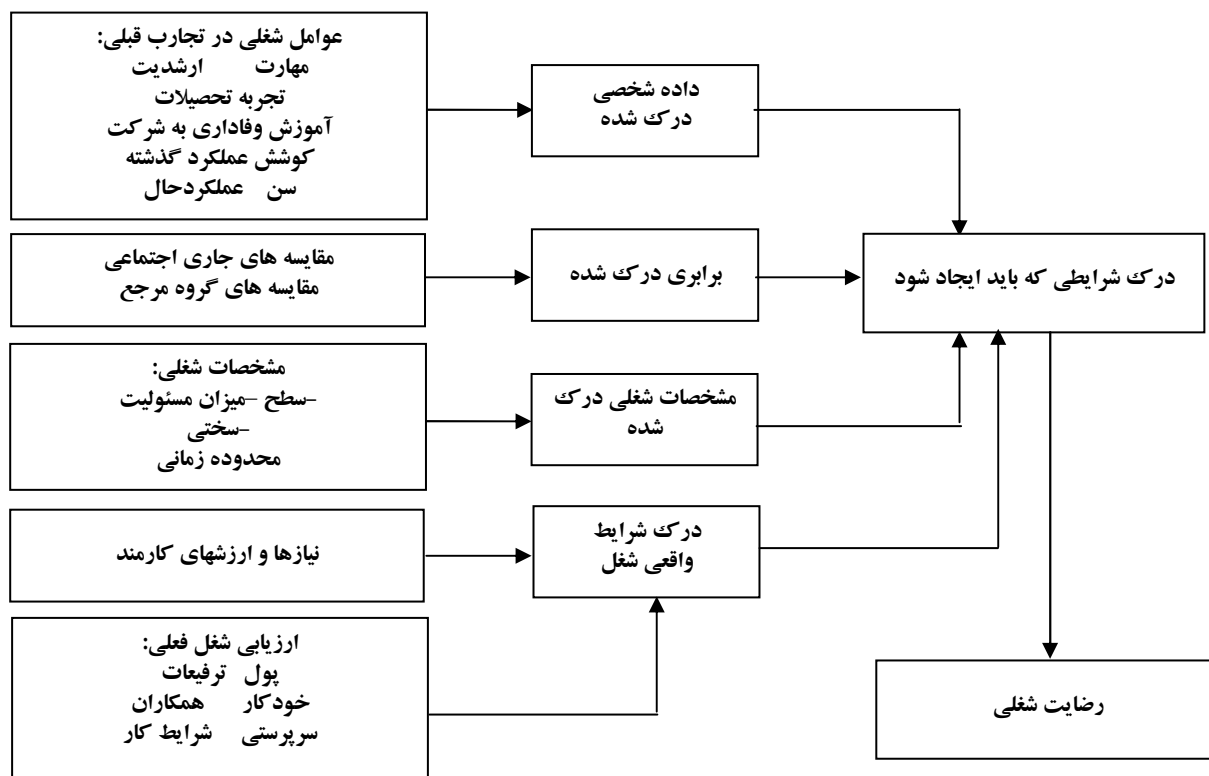 عوامل شغلی در تجارب قبلی:
مهارت ارشدیت
تجربه تحصیلات
آموزش وفاداری به شرکت
کوشش عملکرد گذشته
سن عملکردحال
داده شخصی
درک شده
مقایسه های جاری اجتماعی
مقایسه های گروه مرجع
برابری درک شده
درک شرایطی که باید ایجاد شود
مشخصات شغلی:
-سطح -میزان مسئولیت
-سختی
محدوده زمانی
مشخصات شغلی درک
شده
نیازها و ارزشهای کارمند
درک شرایط
واقعی شغل
ارزیابی شغل فعلی:
پول ترفیعات
خودکار همکاران
سرپرستی شرایط کار
رضایت شغلی